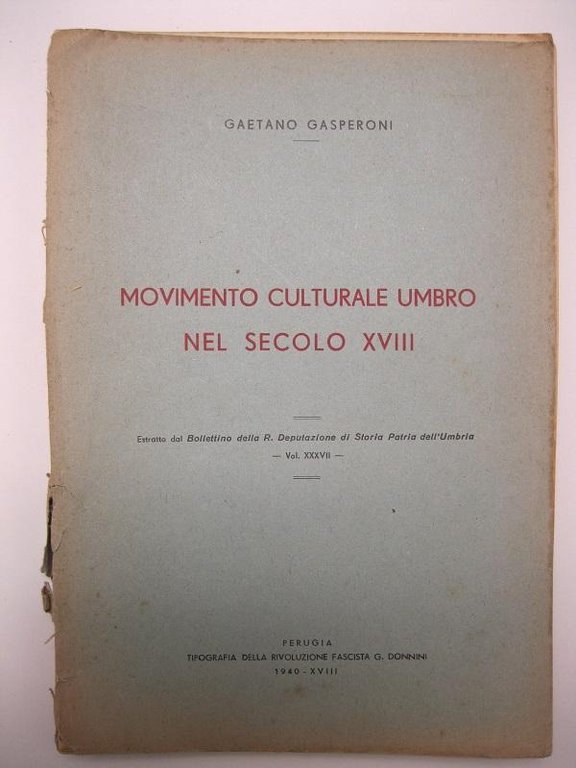 GAETANO GASPERONI
MOVIMENTO CULTURALE UMBRO
NEL SECOLO XVIII
Estratto dal Bollettino della R. Deputazione di Storia Patria dell'Umbria
— Vol. XXXVII —
PERUGIA
TIPOGRAFIA DELLA RIVOLUZIONE FASCISTA G. DONNINI
1940 - XVIII